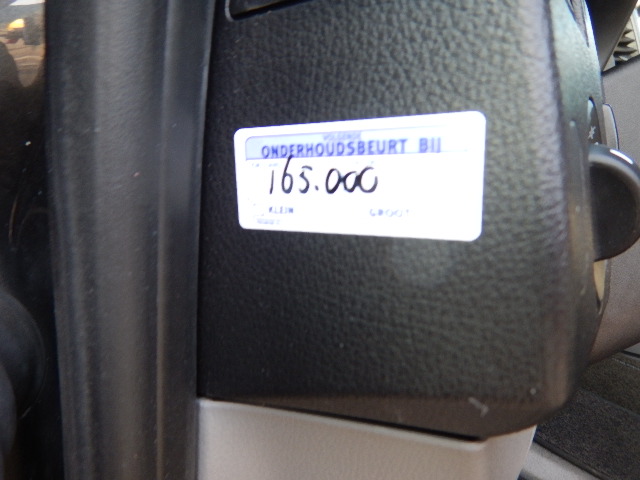 VOLGENDE
ONDERHOUDSBEURT BIJ
165.000
KLEIN GROOT